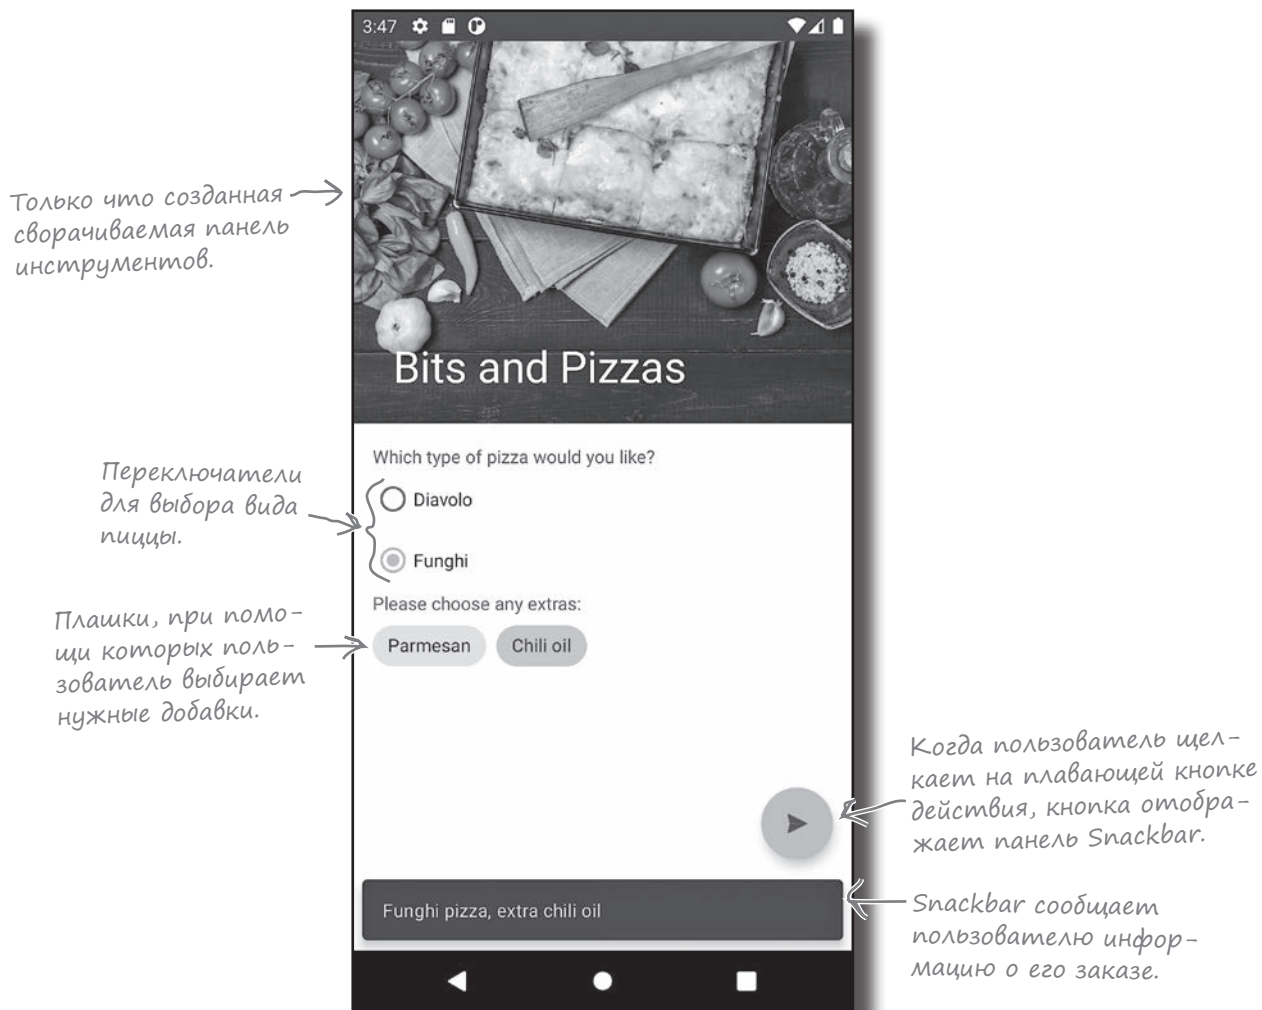 3:47
Только что созданная
сворачиваемая панель
инструментов.
Bits and Pizzas
Which type of pizza would you like?
Переключатели
для выбора вида
пиццы.
Diavolo
Funghi
Please choose any extras:
Плашки, при помо-
щи которых поль-
зователь выбирает
нужные добавки.
Parmesan
Chili oil
Когда пользователь щел-
кает на плавающей кнопке
действия, кнопка отобра-
жает панель Snackbar.
Funghi pizza, extra chili oil
Snackbar сообщает
пользователю инфор-
мацию о его заказе.